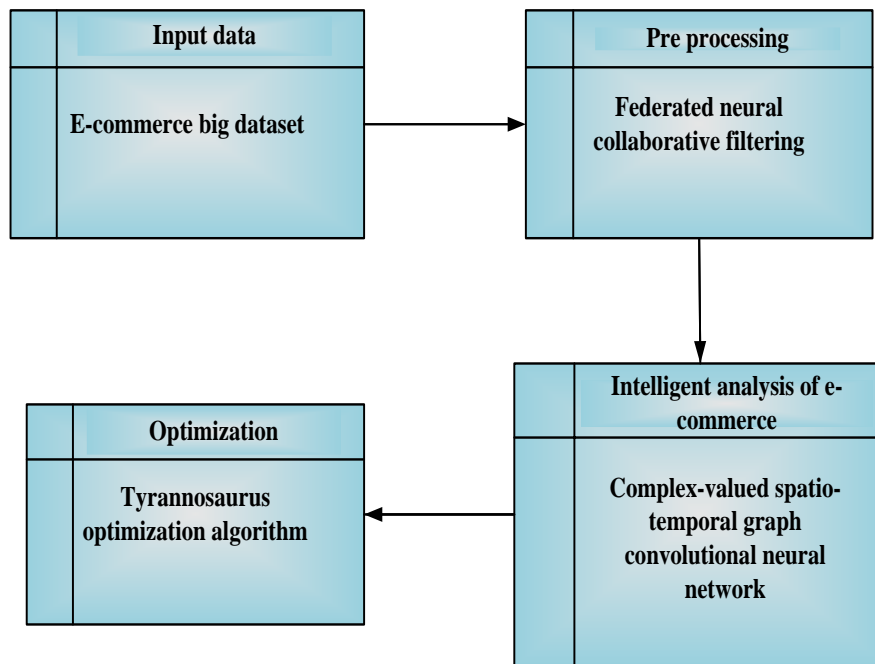 Input data
E-commerce big dataset
Pre processing
Federated neural
collaborative filtering
Intelligent analysis of e-
commerce
Complex-valued spatio-
temporal graph
convolutional neural
network
Optimization
Tyrannosaurus
optimization algorithm